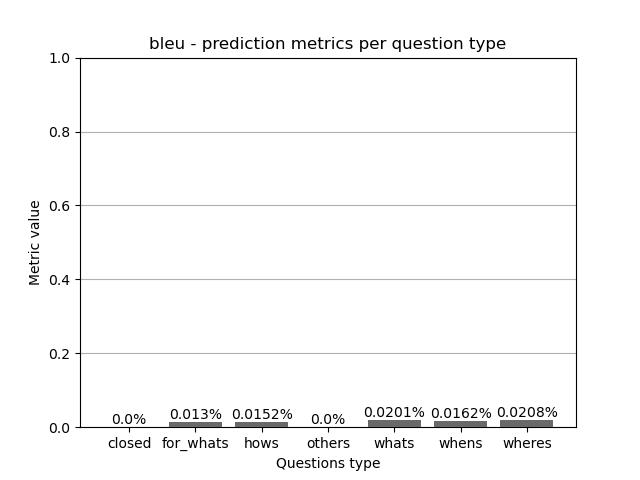 bleu - prediction metrics per question type
1.0
0.8
0.6
0.4
0.2
0.0
Metric value
0.0% 0.013% 0.0152% 0.0% 0.0201% 0.0162% 0.0208%
closed for_whats hows others whats whens wheres
Questions type